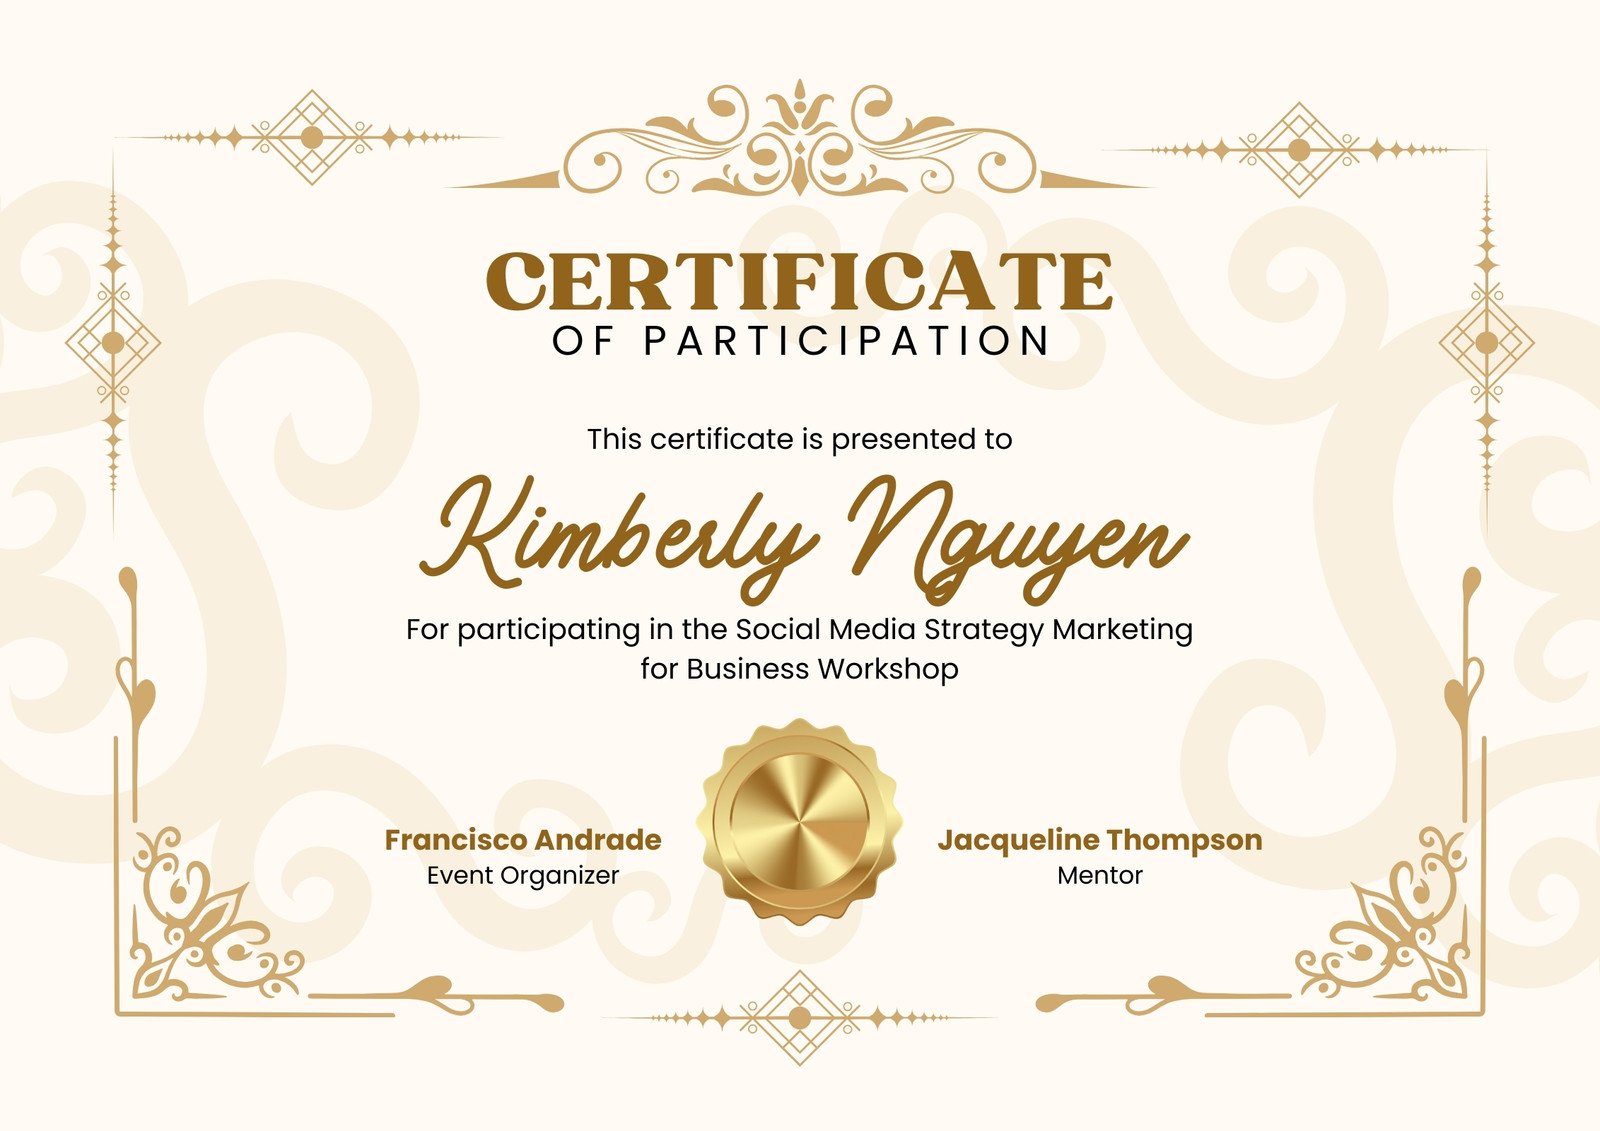 CERTIFICATE
OF PARTICIPATION
This certificate is presented to
Kimberly Nguyen
For participating in the Social Media Strategy Marketing
for Business Workshop
Francisco Andrade
Event Organizer
Jacqueline Thompson
Mentor